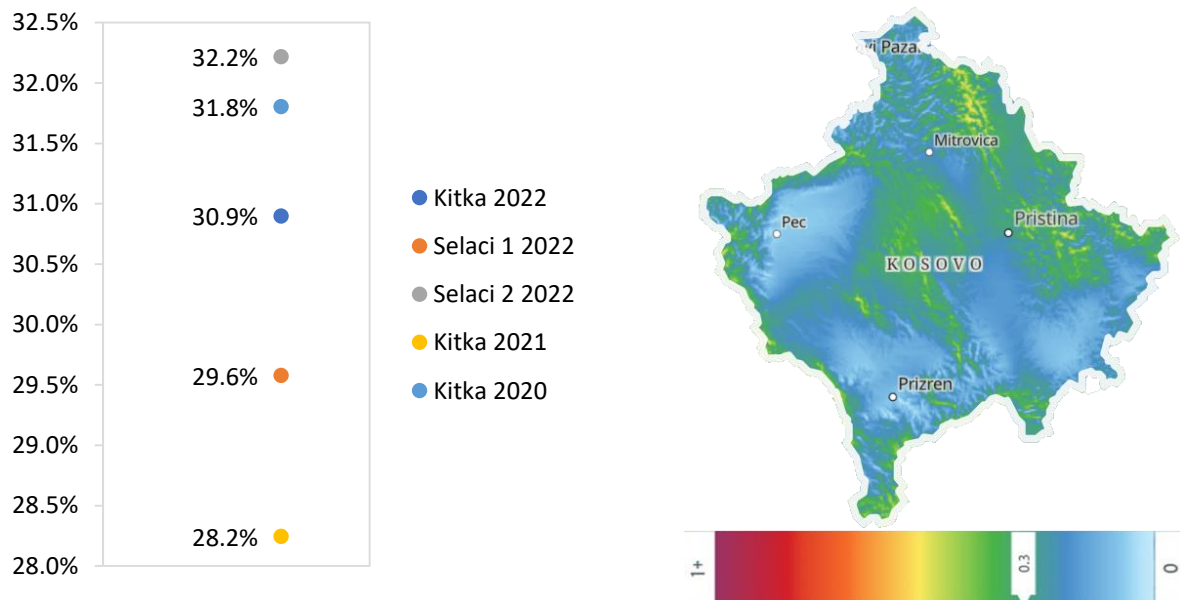 32.5%
32.0%
31.5%
31.0%
30.5%
30.0%
29.5%
29.0%
28.5%
28.0%
32.2%
31.8%
30.9%
29.6%
28.2%
Kitka 2022
Selaci 1 2022
Selaci 2 2022
Kitka 2021
Kitka 2020
vi Paza
Mitrovica
Pec
Pristina
KOSOVO
Prizren
1+
0.3
0